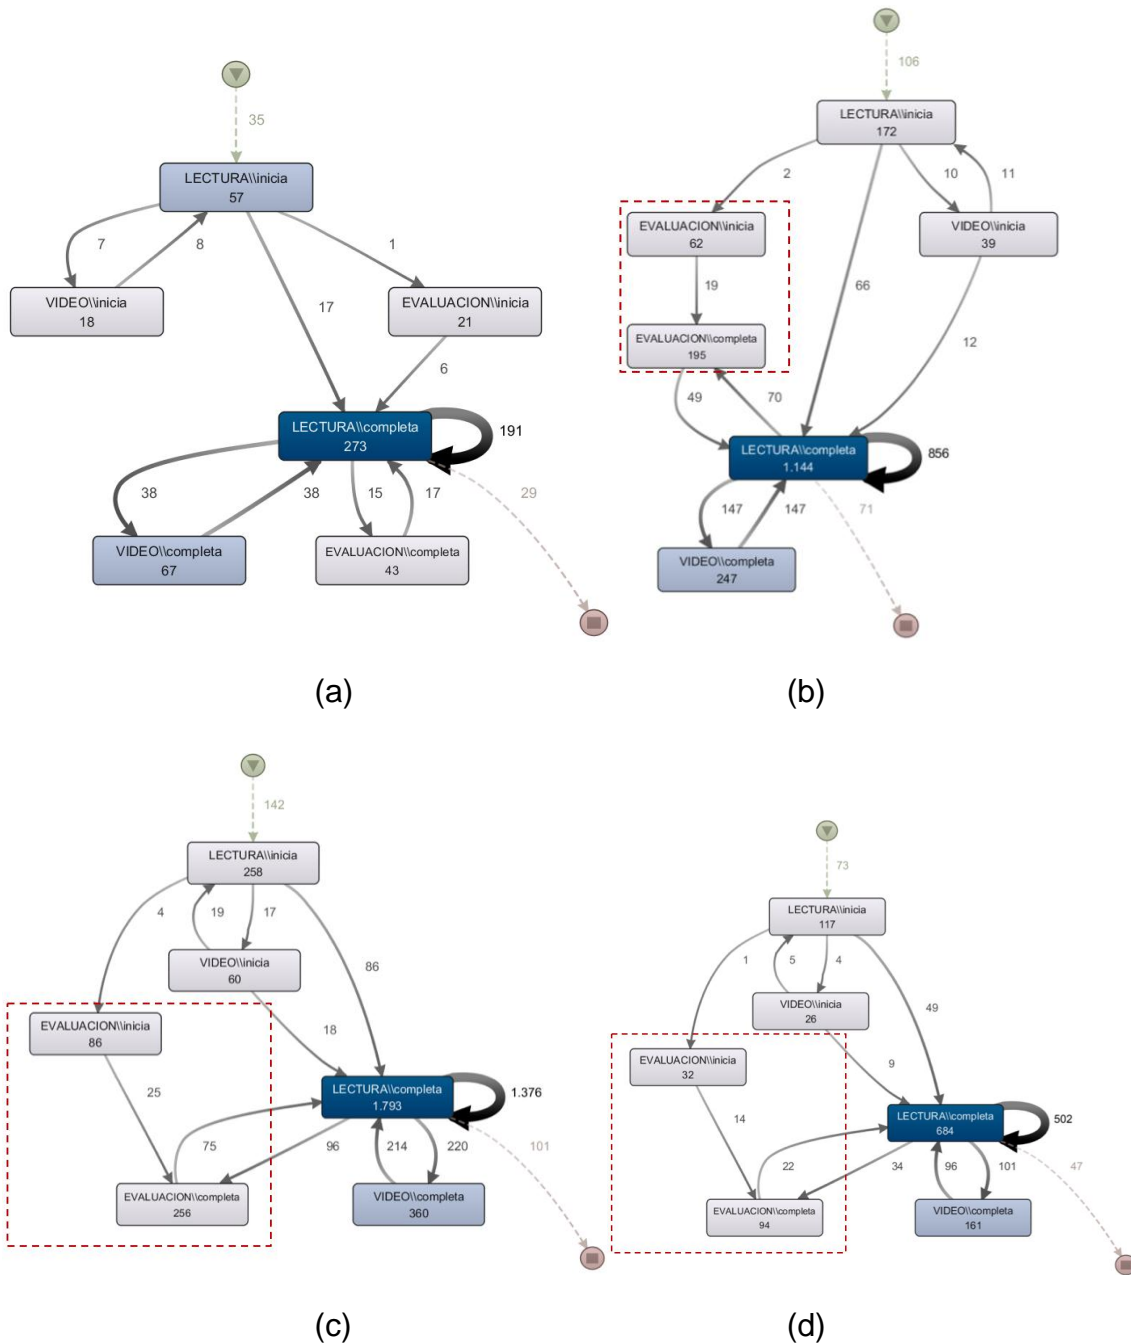 35
LECTURA\\inicia
57
7
8
1
17
VIDEO\\inicia
18
EVALUACION\\inicia
21
6
LECTURA\\completa
273
191
38
38
15
17
29
VIDEO\\completa
67
EVALUACION\\completa
43
(a)
106
LECTURA\\inicia
172
2
10
11
EVALUACION\\inicia
62
VIDEO\\inicia
39
19
66
12
EVALUACION\\completa
195
49
70
LECTURA\\completa
1.144
856
147
147
71
VIDEO\\completa
247
(b)
142
LECTURA\\inicia
258
4
19
17
86
VIDEO\\inicia
60
EVALUACION\\inicia
86
18
25
LECTURA\\completa
1.793
1.376
75
96
214
220
101
EVALUACION\\completa
256
VIDEO\\completa
360
(c)
73
LECTURA\\inicia
117
1
5
4
49
VIDEO\\inicia
26
EVALUACION\\inicia
32
9
14
LECTURA\\completa
684
502
22
34
96
101
47
EVALUACION\\completa
94
VIDEO\\completa
161
(d)